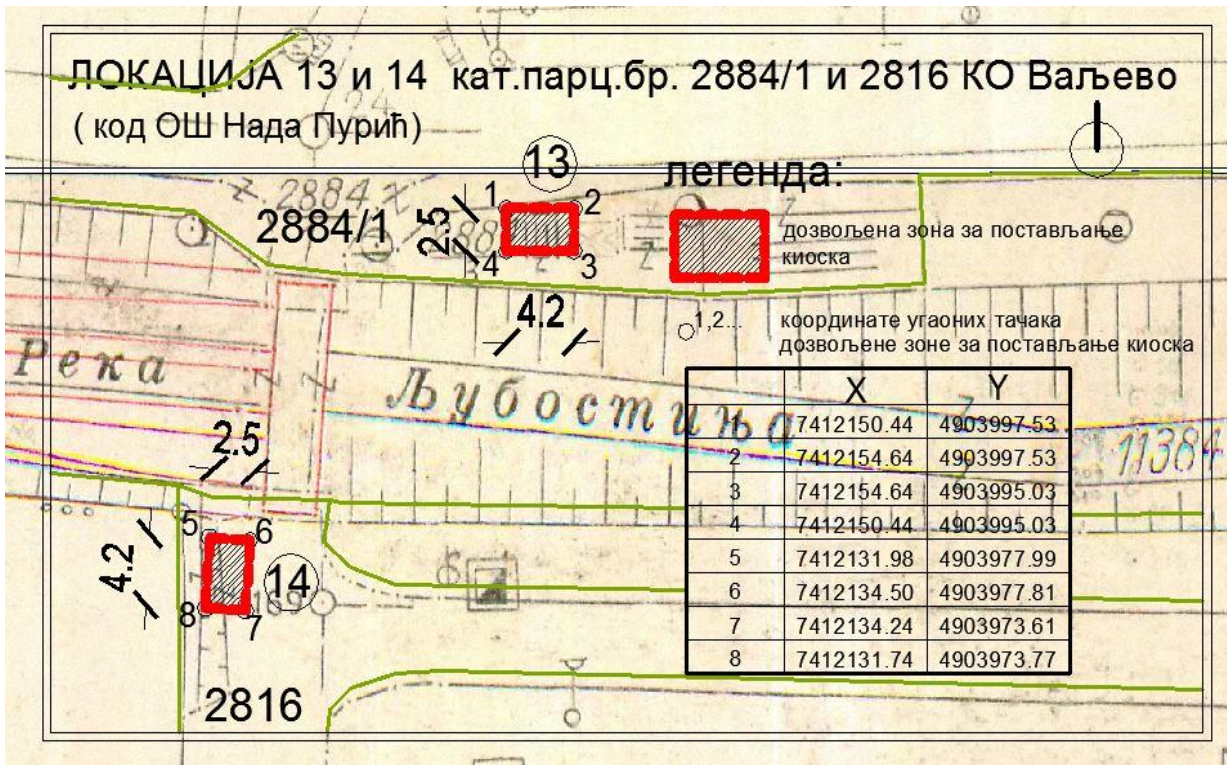 ЛОКАЦИЈА 13 и 14 кат.парц.бр. 2884/1 и 2816 КО Ваљево
( код ОШ Нада Пурић)
13
легенда:
2884
2884/1
1
2
2.5
4
3
дозвољена зона за постављање
киоска
4.2
1,2...
координате угаоних тачака
дозвољене зоне за постављање киоска
Река
Љубостиња
11384
X Y
1 7412150.44 4903997.53
2 7412154.64 4903997.53
3 7412154.64 4903995.03
4 7412150.44 4903995.03
5 7412131.98 4903977.99
6 7412134.50 4903977.81
7 7412134.24 4903973.61
8 7412131.74 4903973.77
2.5
5
6
4.2
14
8
7
2816